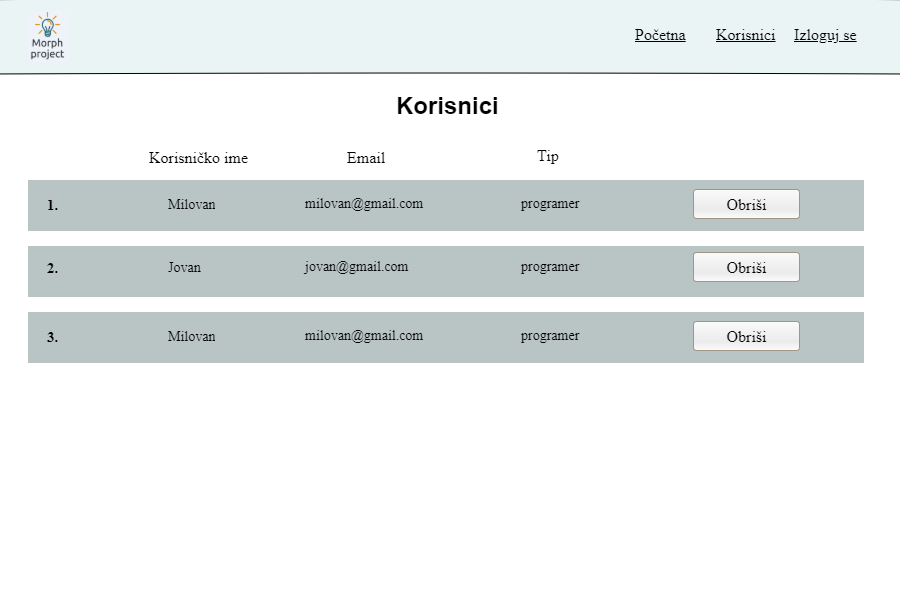 Morph
project
Početna Korisnici Izloguj se
Korisnici
Korisničko ime Email Tip
1. Milovan milovan@gmail.com programer Obriši
2. Jovan jovan@gmail.com programer Obriši
3. Milovan milovan@gmail.com programer Obriši